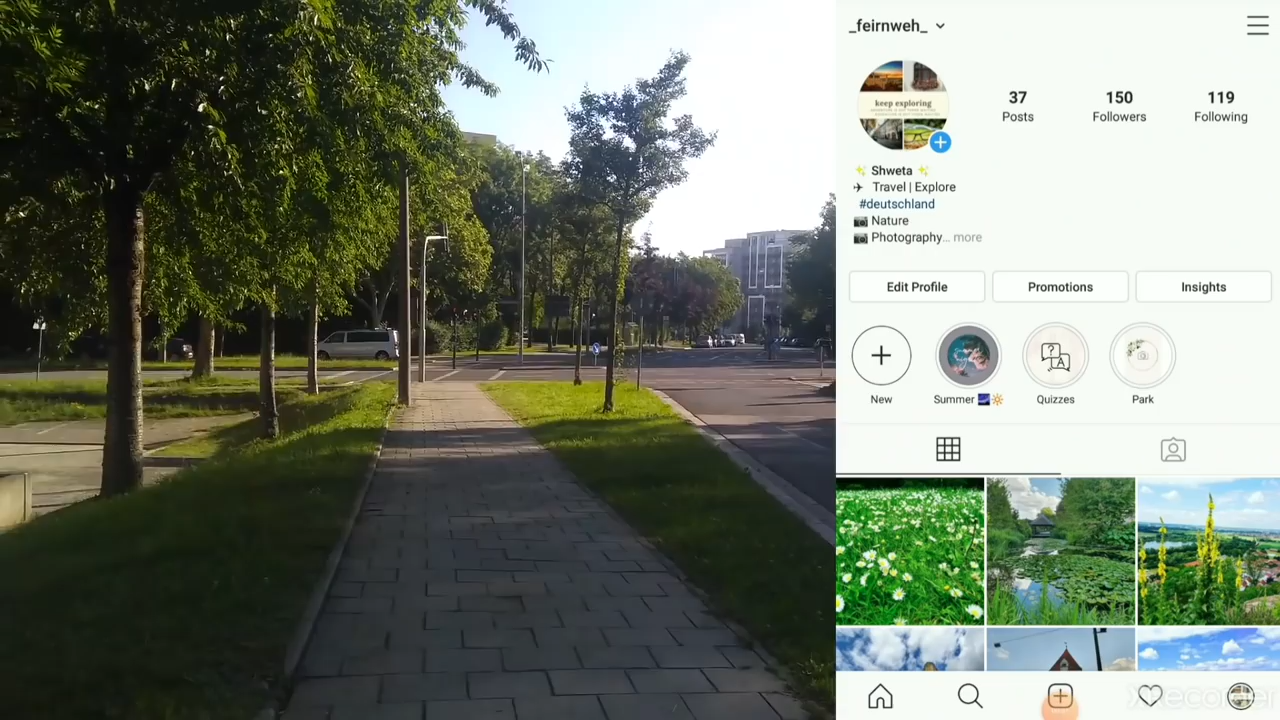 _feirnweh_
keep exploring
37
150
119
Posts
Followers
Following
✨ Shweta ✨
✈ Travel | Explore
#deutschland
📷 Nature
📷 Photography... more
Edit Profile
Promotions
Insights
New
Summer 🌌☀️
Quizzes
Park
XRecorder